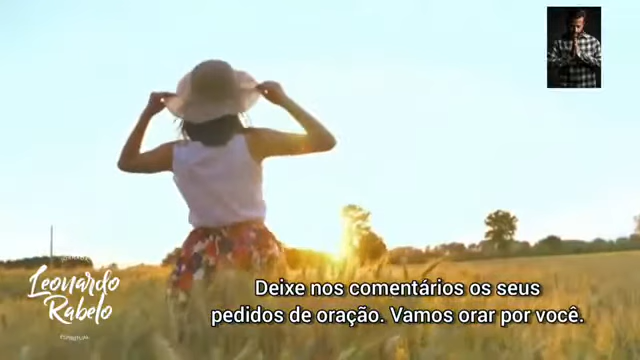 Leonardo
Rabelo
Deixe nos comentários os seus
pedidos de oração. Vamos orar por você.